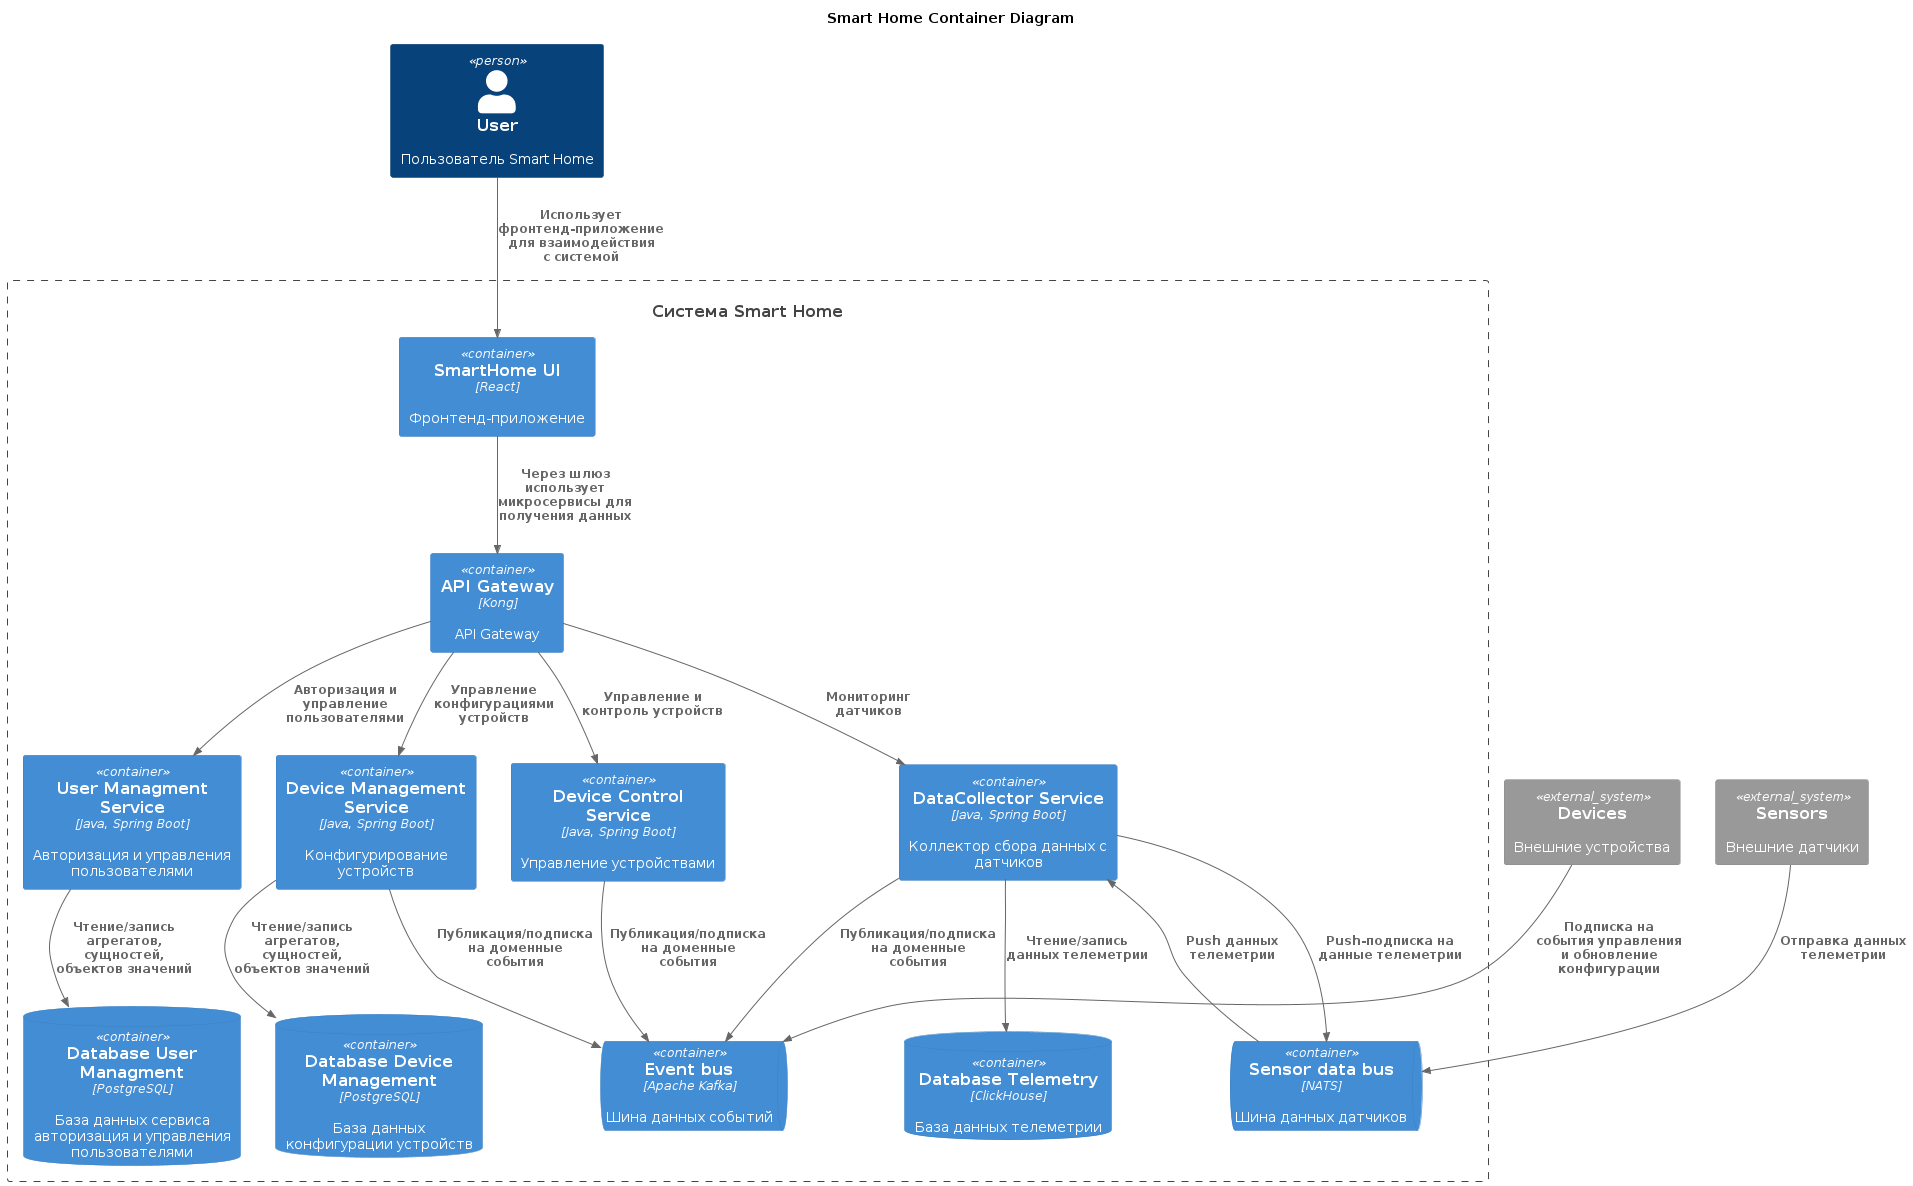 Smart Home Container Diagram
«person»
User
Пользователь Smart Home
Использует
фронтенд-приложение
для взаимодействия
с системой
Система Smart Home
«container»
SmartHome UI
[React]
Фронтенд-приложение
Через шлюз
использует
микросервисы для
получения данных
«container»
API Gateway
[Kong]
API Gateway
Авторизация и
управление
пользователями
Управление
конфигурациями
устройств
Управление и
контроль устройств
Мониторинг
датчиков
«container»
User Managment
Service
[Java, Spring Boot]
Авторизация и управления
пользователями
«container»
Device Management
Service
[Java, Spring Boot]
Конфигурирование
устройств
«container»
Device Control
Service
[Java, Spring Boot]
Управление устройствами
«container»
DataCollector Service
[Java, Spring Boot]
Коллектор сбора данных с
датчиков
«external_system»
Devices
Внешние устройства
«external_system»
Sensors
Внешние датчики
Чтение/запись
агрегатов,
сущностей,
объектов значений
Чтение/запись
агрегатов,
сущностей,
объектов значений
Публикация/подписка
на доменные
события
Публикация/подписка
на доменные
события
Публикация/подписка
на доменные
события
Чтение/запись
данных телеметрии
Push данных
телеметрии
Push-подписка на
данные телеметрии
Подписка на
события управления
и обновление
конфигурации
Отправка данных
телеметрии
«container»
Database User
Managment
[PostgreSQL]
База данных сервиса
авторизация и управления
пользователями
«container»
Database Device
Management
[PostgreSQL]
База данных
конфигурации устройств
«container»
Event bus
[Apache Kafka]
Шина данных событий
«container»
Database Telemetry
[ClickHouse]
База данных телеметрии
«container»
Sensor data bus
[NATS]
Шина данных датчиков